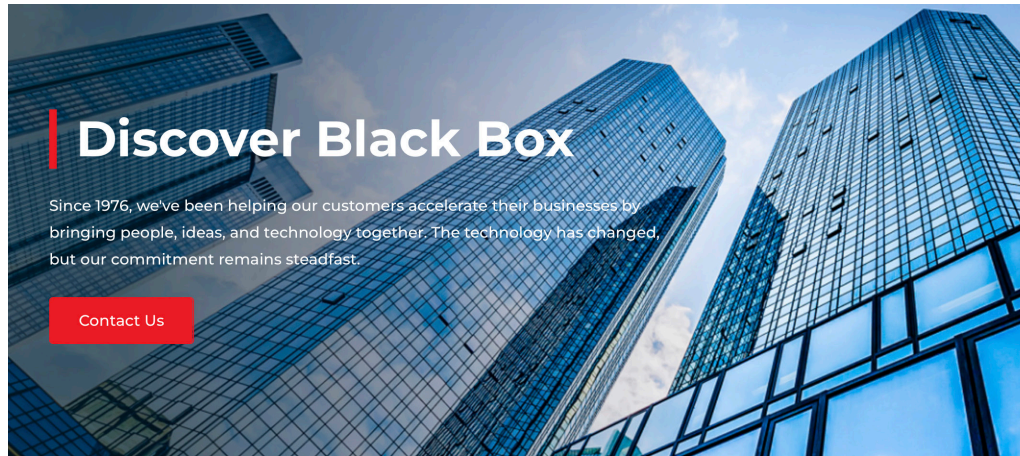 Discover Black Box
Since 1976, we've been helping our customers accelerate their businesses by
bringing people, ideas, and technology together. The technology has changed,
but our commitment remains steadfast.
Contact Us